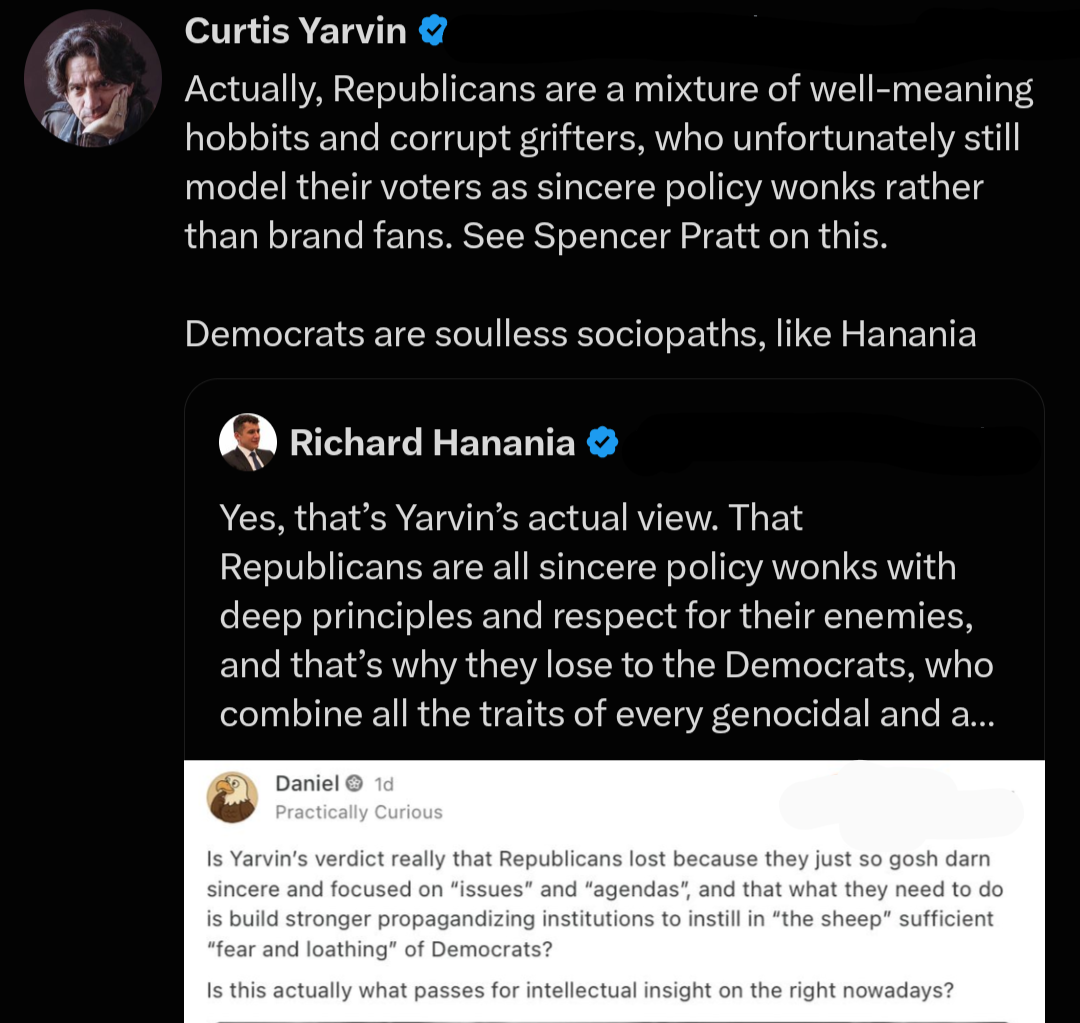 Curtis Yarvin
Actually, Republicans are a mixture of well-meaning
hobbits and corrupt grifters, who unfortunately still
model their voters as sincere policy wonks rather
than brand fans. See Spencer Pratt on this.
Democrats are soulless sociopaths, like Hanania
Richard Hanania
Yes, that’s Yarvin’s actual view. That
Republicans are all sincere policy wonks with
deep principles and respect for their enemies,
and that’s why they lose to the Democrats, who
combine all the traits of every genocidal and a...
Daniel 1d
Practically Curious
Is Yarvin’s verdict really that Republicans lost because they just so gosh darn
sincere and focused on “issues” and “agendas”, and that what they need to do
is build stronger propagandizing institutions to instill in “the sheep” sufficient
“fear and loathing” of Democrats?
Is this actually what passes for intellectual insight on the right nowadays?